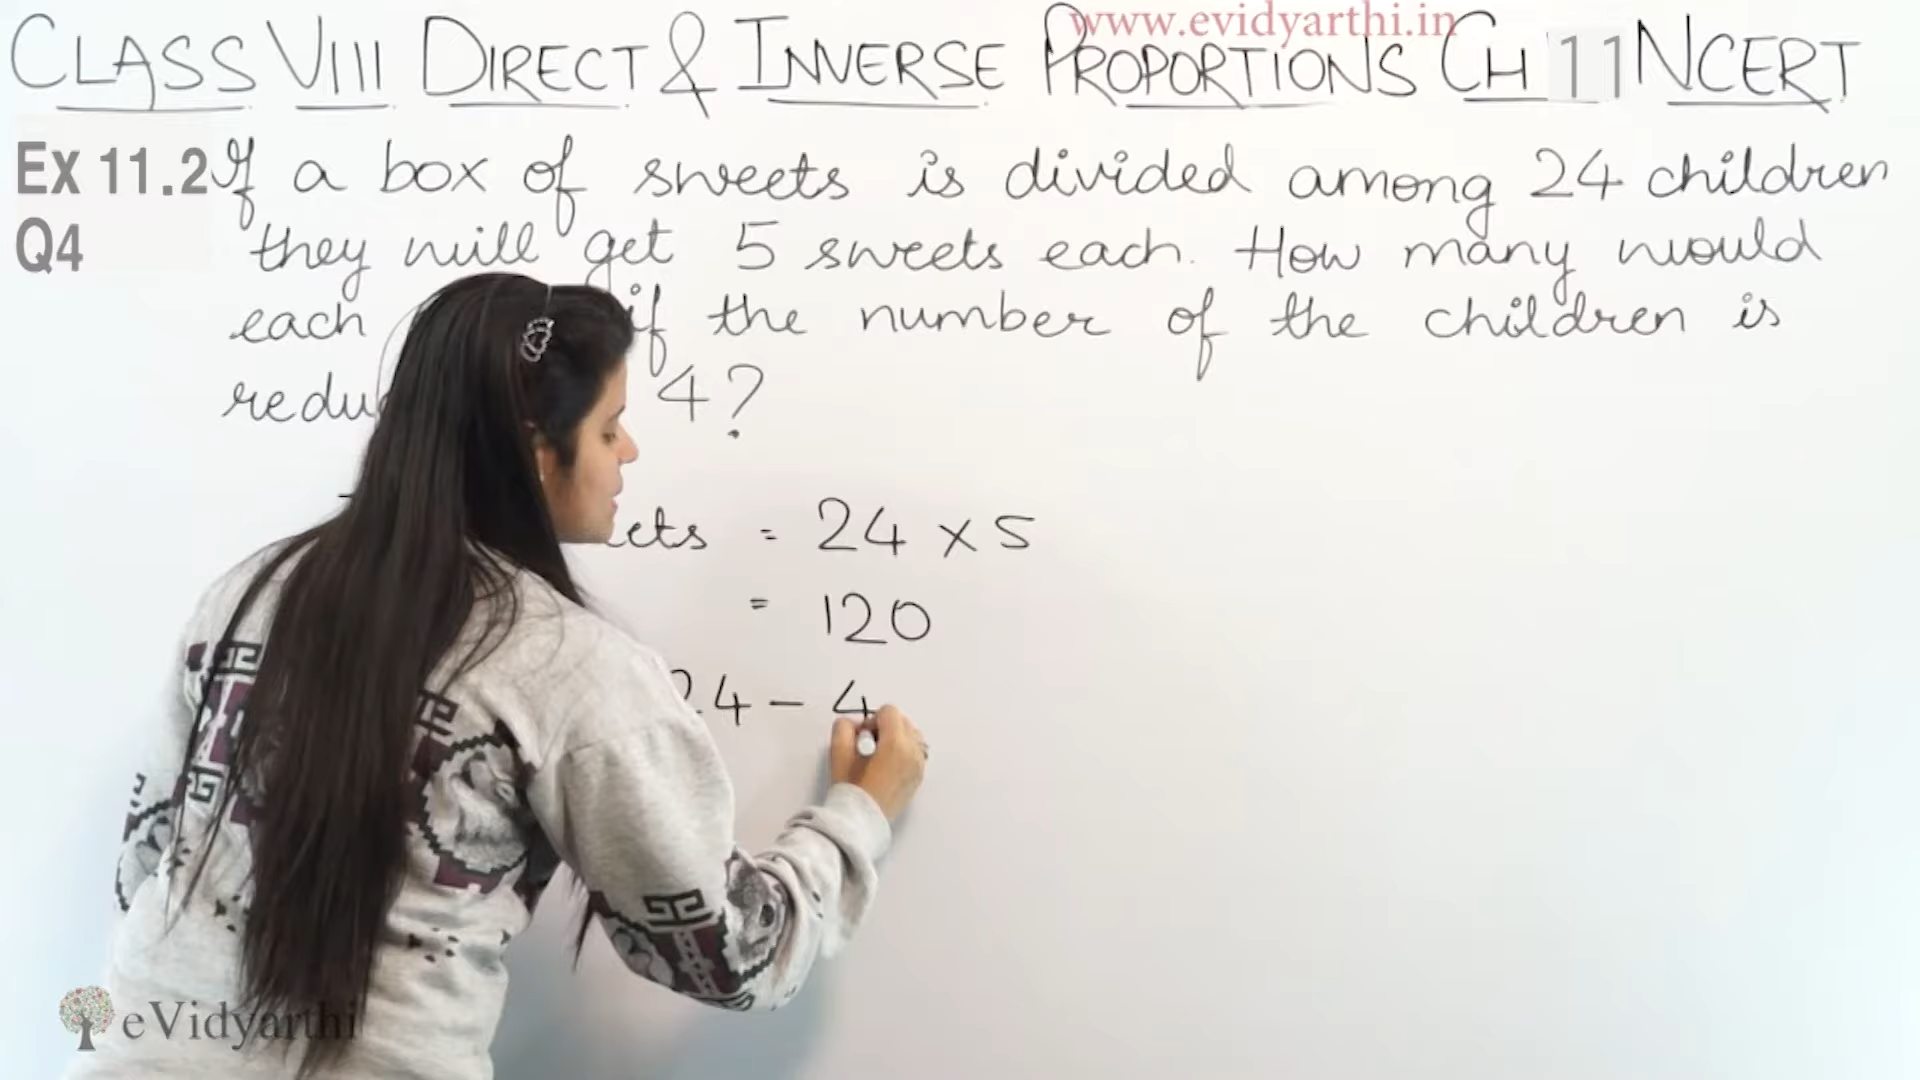 www.evidyarthi.in
CLASS VIII DIRECT & INVERSE PROPORTIONS CH 11 NCERT
Ex 11.2 If a box of sweets is divided among 24 children
Q4 they will get 5 sweets each. How many would
each if the number of the children is
4?
= 24 × 5
= 120
24 - 4
eVidyarthi